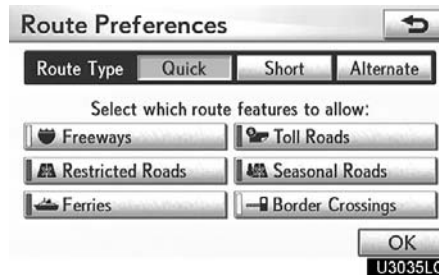 Route Preferences
Route Type Quick Short Alternate
Select which route features to allow:
Freeways Toll Roads
Restricted Roads Seasonal Roads
Ferries Border Crossings
OK
U3035LC